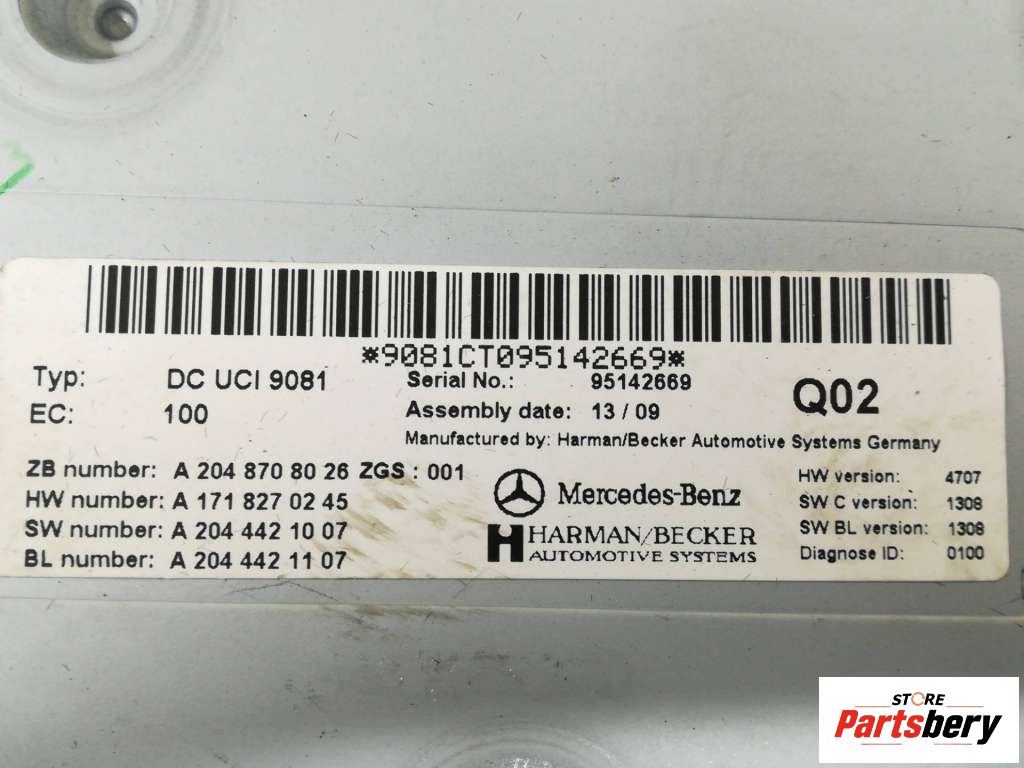 *9081CT095142669*
Typ: DC UCI 9081 Serial No.: 95142669 Q02
EC: 100 Assembly date: 13 / 09
Manufactured by: Harman/Becker Automotive Systems Germany
ZB number: A 204 870 80 26 ZGS : 001 HW version: 4707
HW number: A 171 827 02 45 Mercedes-Benz SW C version: 1308
SW number: A 204 442 10 07 HARMAN/BECKER SW BL version: 1308
BL number: A 204 442 11 07 AUTOMOTIVE SYSTEMS Diagnose ID: 0100
STORE
Partsbery